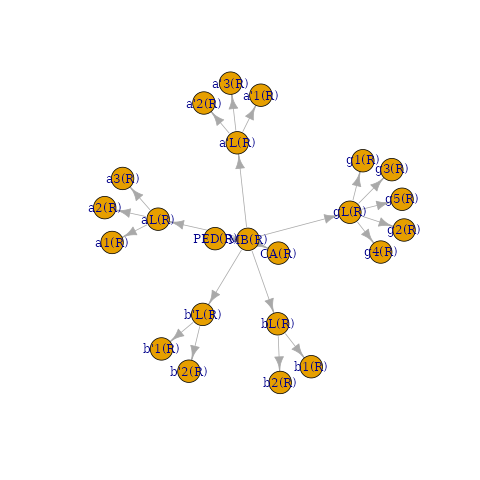 a'3(R)
a'1(R)
a'2(R)
a'L(R)
g1(R)
g3(R)
a3(R)
g5(R)
a2(R)
gL(R)
aL(R)
g2(R)
a1(R)
PED(R)
MB(R)
g4(R)
CA(R)
b'L(R)
bL(R)
b'1(R)
b1(R)
b'2(R)
b2(R)